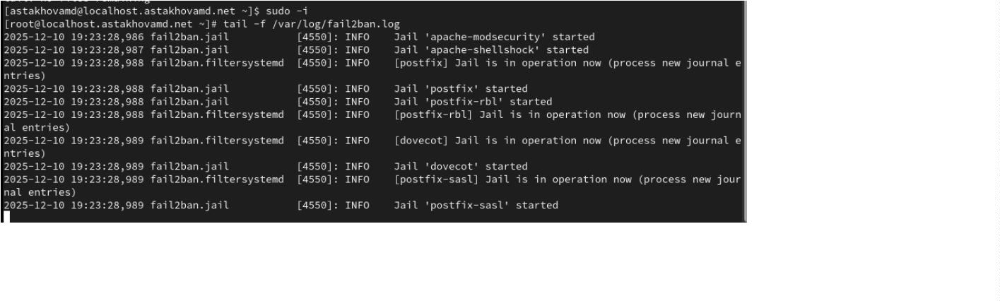 [astakhovamd@localhost.astakhovamd.net ~]$ sudo -i
[root@localhost.astakhovamd.net ~]# tail -f /var/log/fail2ban.log
2025-12-10 19:23:28,986 fail2ban.jail           [4550]: INFO    Jail 'apache-modsecurity' started
2025-12-10 19:23:28,987 fail2ban.jail           [4550]: INFO    Jail 'apache-shellshock' started
2025-12-10 19:23:28,988 fail2ban.filtersystemd  [4550]: INFO    [postfix] Jail is in operation now (process new journal e
ntries)
2025-12-10 19:23:28,988 fail2ban.jail           [4550]: INFO    Jail 'postfix' started
2025-12-10 19:23:28,988 fail2ban.jail           [4550]: INFO    Jail 'postfix-rbl' started
2025-12-10 19:23:28,988 fail2ban.filtersystemd  [4550]: INFO    [postfix-rbl] Jail is in operation now (process new journ
al entries)
2025-12-10 19:23:28,989 fail2ban.filtersystemd  [4550]: INFO    [dovecot] Jail is in operation now (process new journal e
ntries)
2025-12-10 19:23:28,989 fail2ban.jail           [4550]: INFO    Jail 'dovecot' started
2025-12-10 19:23:28,989 fail2ban.filtersystemd  [4550]: INFO    [postfix-sasl] Jail is in operation now (process new jour
nal entries)
2025-12-10 19:23:28,989 fail2ban.jail           [4550]: INFO    Jail 'postfix-sasl' started